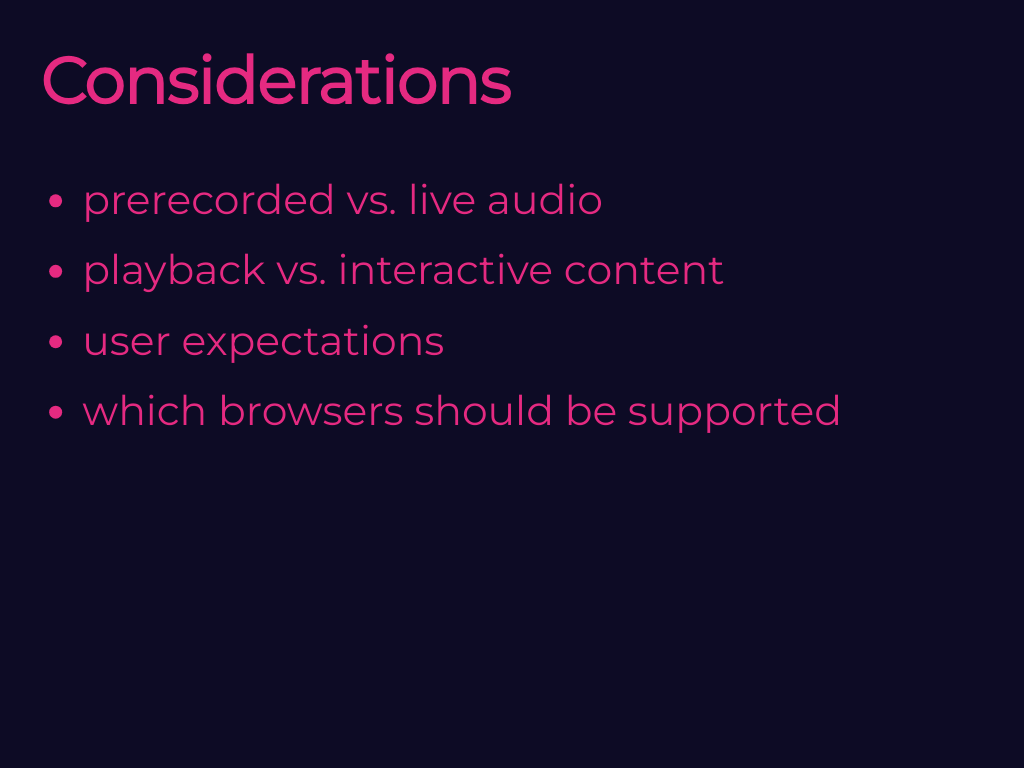 Considerations
• prerecorded vs. live audio
• playback vs. interactive content
• user expectations
• which browsers should be supported